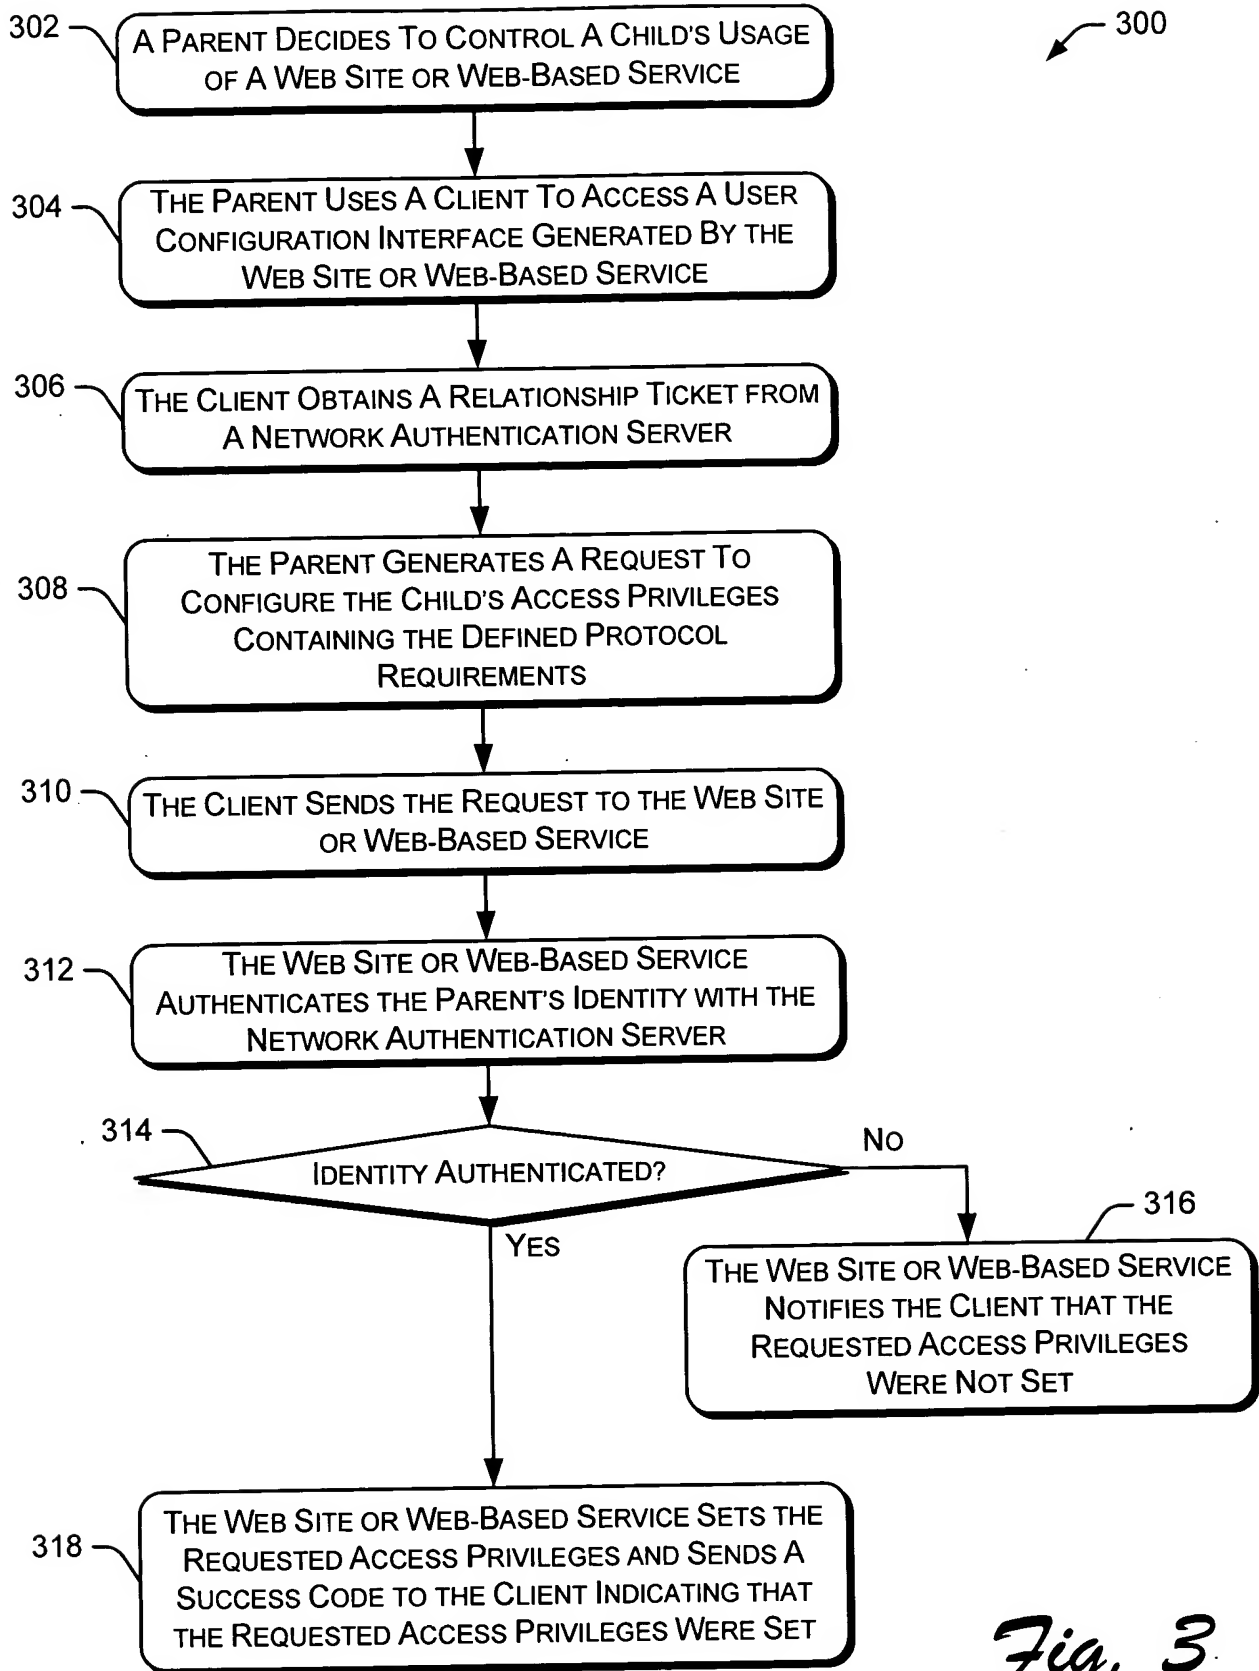 302
300
A PARENT DECIDES TO CONTROL A CHILD'S USAGE
OF A WEB SITE OR WEB-BASED SERVICE
304
THE PARENT USES A CLIENT TO ACCESS A USER
CONFIGURATION INTERFACE GENERATED BY THE
WEB SITE OR WEB-BASED SERVICE
306
THE CLIENT OBTAINS A RELATIONSHIP TICKET FROM
A NETWORK AUTHENTICATION SERVER
308
THE PARENT GENERATES A REQUEST TO
CONFIGURE THE CHILD'S ACCESS PRIVILEGES
CONTAINING THE DEFINED PROTOCOL
REQUIREMENTS
310
THE CLIENT SENDS THE REQUEST TO THE WEB SITE
OR WEB-BASED SERVICE
312
THE WEB SITE OR WEB-BASED SERVICE
AUTHENTICATES THE PARENT'S IDENTITY WITH THE
NETWORK AUTHENTICATION SERVER
314
IDENTITY AUTHENTICATED?
NO
YES
316
THE WEB SITE OR WEB-BASED SERVICE
NOTIFIES THE CLIENT THAT THE
REQUESTED ACCESS PRIVILEGES
WERE NOT SET
318
THE WEB SITE OR WEB-BASED SERVICE SETS THE
REQUESTED ACCESS PRIVILEGES AND SENDS A
SUCCESS CODE TO THE CLIENT INDICATING THAT
THE REQUESTED ACCESS PRIVILEGES WERE SET
Fig. 3